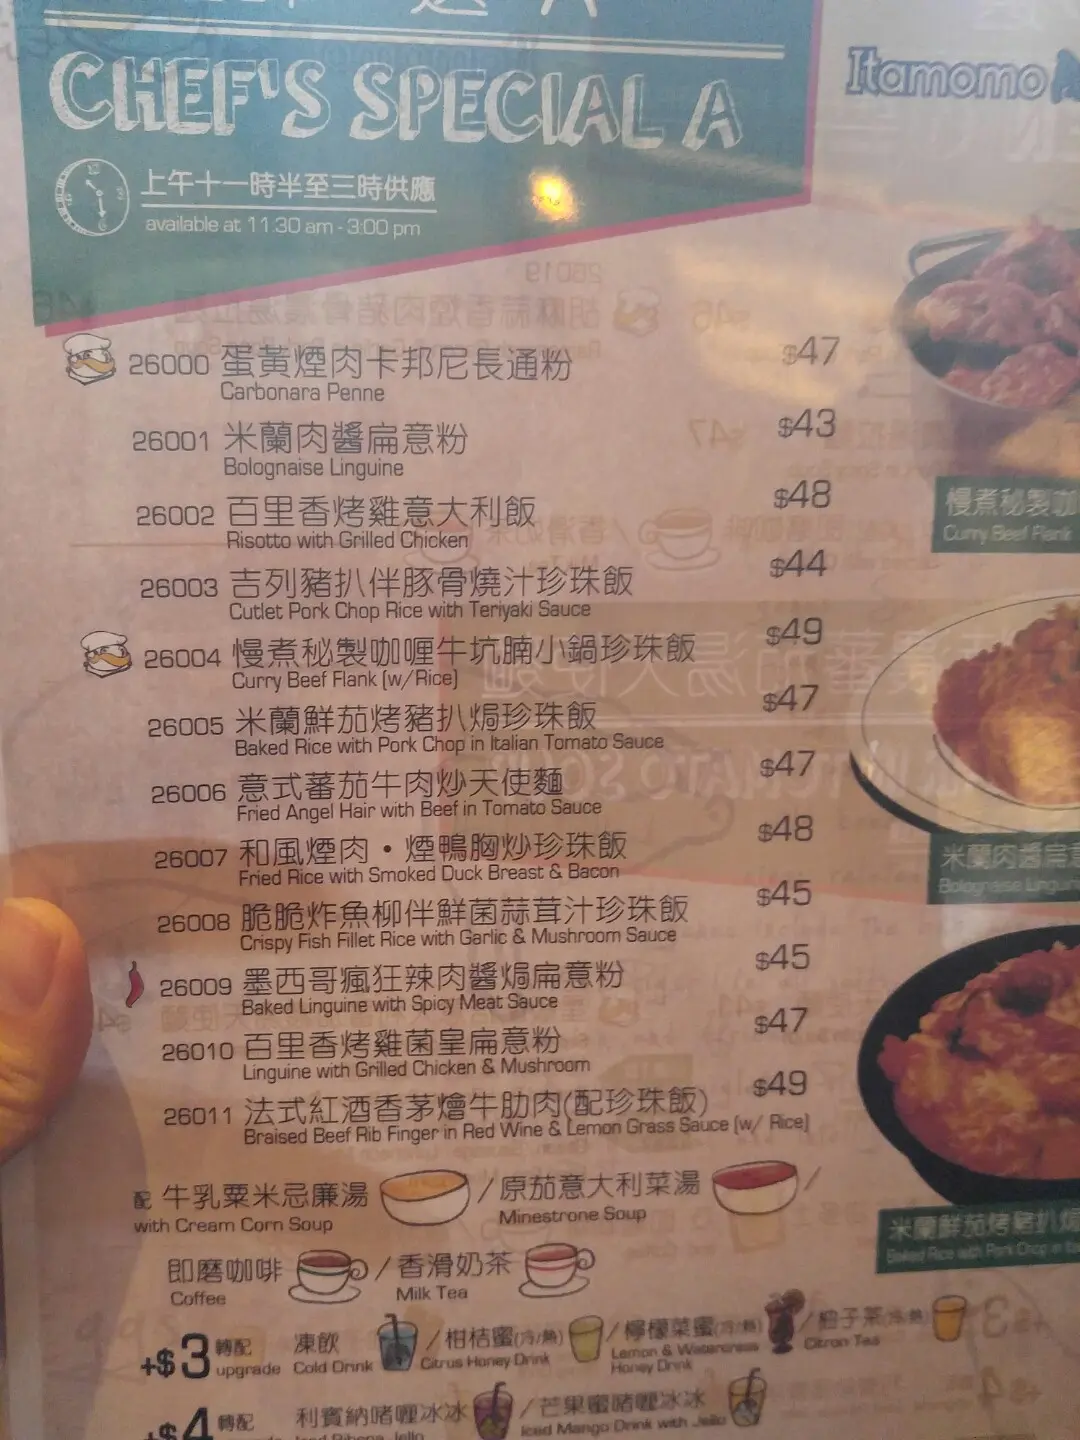 CHEF'S SPECIAL A
Itamomo
上午十一時半至三時供應
available at 11.30 am - 3:00 pm
26000 蛋黃煙肉卡邦尼長通粉 $47
Carbonara Penne
26001 米蘭肉醬扁意粉 $43
Bolognaise Linguine
26002 百里香烤雞意大利飯 $48
Risotto with Grilled Chicken
26003 吉列豬扒伴豚骨燒汁珍珠飯 $44
Cutlet Pork Chop Rice with Teriyaki Sauce
26004 慢煮秘製咖喱牛坑腩小鍋珍珠飯 $49
Curry Beef Flank (w/Rice)
26005 米蘭鮮茄烤豬扒焗珍珠飯 $47
Baked Rice with Pork Chop in Italian Tomato Sauce
26006 意式蕃茄牛肉炒天使麵 $47
Fried Angel Hair with Beef in Tomato Sauce
26007 和風煙肉・煙鴨胸炒珍珠飯 $48
Fried Rice with Smoked Duck Breast & Bacon
26008 脆脆炸魚柳伴鮮菌蒜茸汁珍珠飯 $45
Crispy Fish Fillet Rice with Garlic & Mushroom Sauce
26009 墨西哥瘋狂辣肉醬焗扁意粉 $45
Baked Linguine with Spicy Meat Sauce
26010 百里香烤雞菌皇扁意粉 $47
Linguine with Grilled Chicken & Mushroom
26011 法式紅酒香茅燴牛肋肉(配珍珠飯) $49
Braised Beef Rib Finger in Red Wine & Lemon Grass Sauce (w/ Rice)
配 牛乳粟米忌廉湯 / 原茄意大利菜湯 /
with Cream Corn Soup Minestrone Soup
即磨咖啡 / 香滑奶茶
Coffee Milk Tea
+$3 轉配 凍飲 / 柑桔蜜(冷/熱) / 檸檬菜蜜(冷/熱) / 柚子茶(冷/熱)
upgrade Cold Drink Citrus Honey Drink Lemon & Watercress Honey Drink Citron Tea
+$4 轉配 利賓納啫喱冰冰 / 芒果蜜啫喱冰冰
Iced Ribena Jello Iced Mango Drink with Jello
慢煮秘製咖
Curry Beef Flank
米蘭肉醬扁意
Bolognaise Linguine
米蘭鮮茄烤豬扒焗
Baked Rice with Pork Chop in